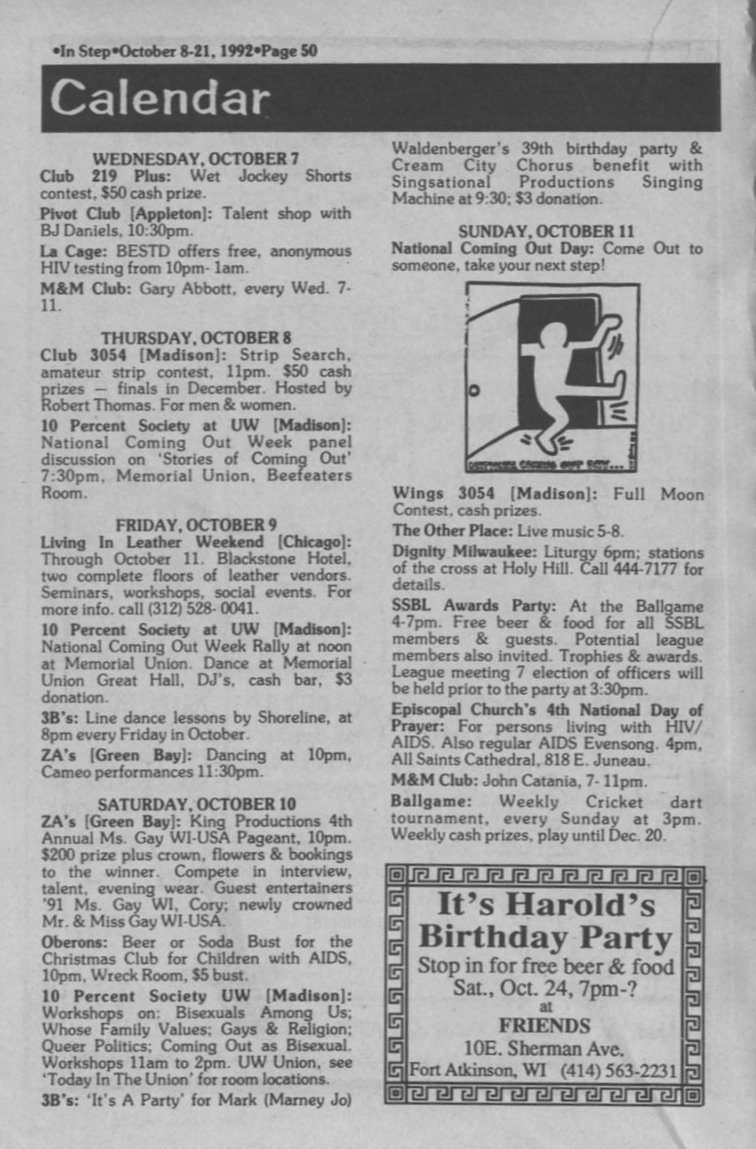 •In Step•October 8-21, 1992•Page 50
Calendar
WEDNESDAY, OCTOBER 7
Club 219 Plus: Wet Jockey Shorts
contest, $50 cash prize.
Pivot Club [Appleton]: Talent shop with
BJ Daniels, 10:30pm.
La Cage: BESTD offers free, anonymous
HIV testing from 10pm- 1am.
M&M Club: Gary Abbott, every Wed. 7-
11.
THURSDAY, OCTOBER 8
Club 3054 [Madison]: Strip Search,
amateur strip contest, 11pm. $50 cash
prizes — finals in December. Hosted by
Robert Thomas. For men & women.
10 Percent Society at UW [Madison]:
National Coming Out Week panel
discussion on 'Stories of Coming Out'
7:30pm, Memorial Union, Beefeaters
Room.
FRIDAY, OCTOBER 9
Living In Leather Weekend [Chicago]:
Through October 11. Blackstone Hotel,
two complete floors of leather vendors.
Seminars, workshops, social events. For
more info. call (312) 528- 0041.
10 Percent Society at UW [Madison]:
National Coming Out Week Rally at noon
at Memorial Union. Dance at Memorial
Union Great Hall, DJ's, cash bar, $3
donation.
3B's: Line dance lessons by Shoreline, at
8pm every Friday in October.
ZA's [Green Bay]: Dancing at 10pm,
Cameo performances 11:30pm.
SATURDAY, OCTOBER 10
ZA's [Green Bay]: King Productions 4th
Annual Ms. Gay WI-USA Pageant, 10pm.
$200 prize plus crown, flowers & bookings
to the winner. Compete in interview,
talent, evening wear. Guest entertainers
'91 Ms. Gay WI, Cory; newly crowned
Mr. & Miss Gay WI-USA.
Oberons: Beer or Soda Bust for the
Christmas Club for Children with AIDS,
10pm, Wreck Room, $5 bust.
10 Percent Society UW [Madison]:
Workshops on: Bisexuals Among Us;
Whose Family Values; Gays & Religion;
Queer Politics; Coming Out as Bisexual.
Workshops 11am to 2pm. UW Union, see
'Today In The Union' for room locations.
3B's: 'It's A Party' for Mark (Marney Jo)
Waldenberger's 39th birthday party &
Cream City Chorus benefit with
Singsational Productions Singing
Machine at 9:30; $3 donation.
SUNDAY, OCTOBER 11
National Coming Out Day: Come Out to
someone, take your next step!
NATIONAL COMING OUT DAY...
Wings 3054 [Madison]: Full Moon
Contest, cash prizes.
The Other Place: Live music 5-8.
Dignity Milwaukee: Liturgy 6pm; stations
of the cross at Holy Hill. Call 444-7177 for
details.
SSBL Awards Party: At the Ballgame
4-7pm. Free beer & food for all SSBL
members & guests. Potential league
members also invited. Trophies & awards.
League meeting 7 election of officers will
be held prior to the party at 3:30pm.
Episcopal Church's 4th National Day of
Prayer: For persons living with HIV/
AIDS. Also regular AIDS Evensong. 4pm,
All Saints Cathedral, 818 E. Juneau.
M&M Club: John Catania, 7- 11pm.
Ballgame: Weekly Cricket dart
tournament, every Sunday at 3pm.
Weekly cash prizes, play until Dec. 20.
It's Harold's
Birthday Party
Stop in for free beer & food
Sat., Oct. 24, 7pm-?
at
FRIENDS
10E. Sherman Ave.
Fort Atkinson, WI (414) 563-2231